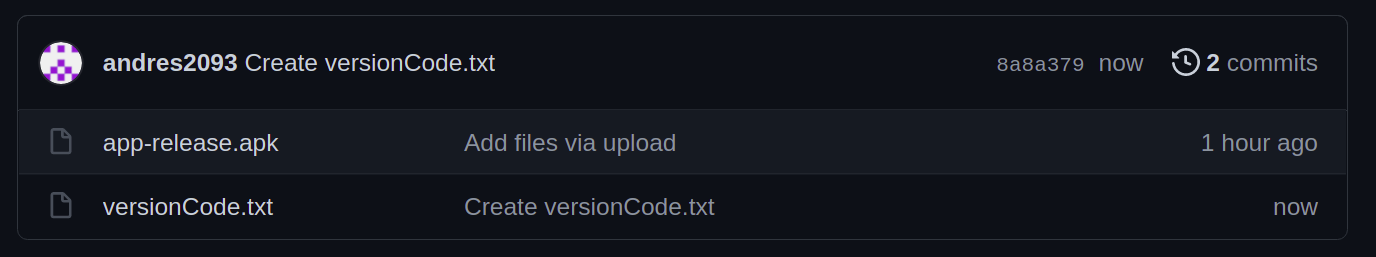 andres2093 Create versionCode.txt 8a8a379 now 2 commits
app-release.apk Add files via upload 1 hour ago
versionCode.txt Create versionCode.txt now